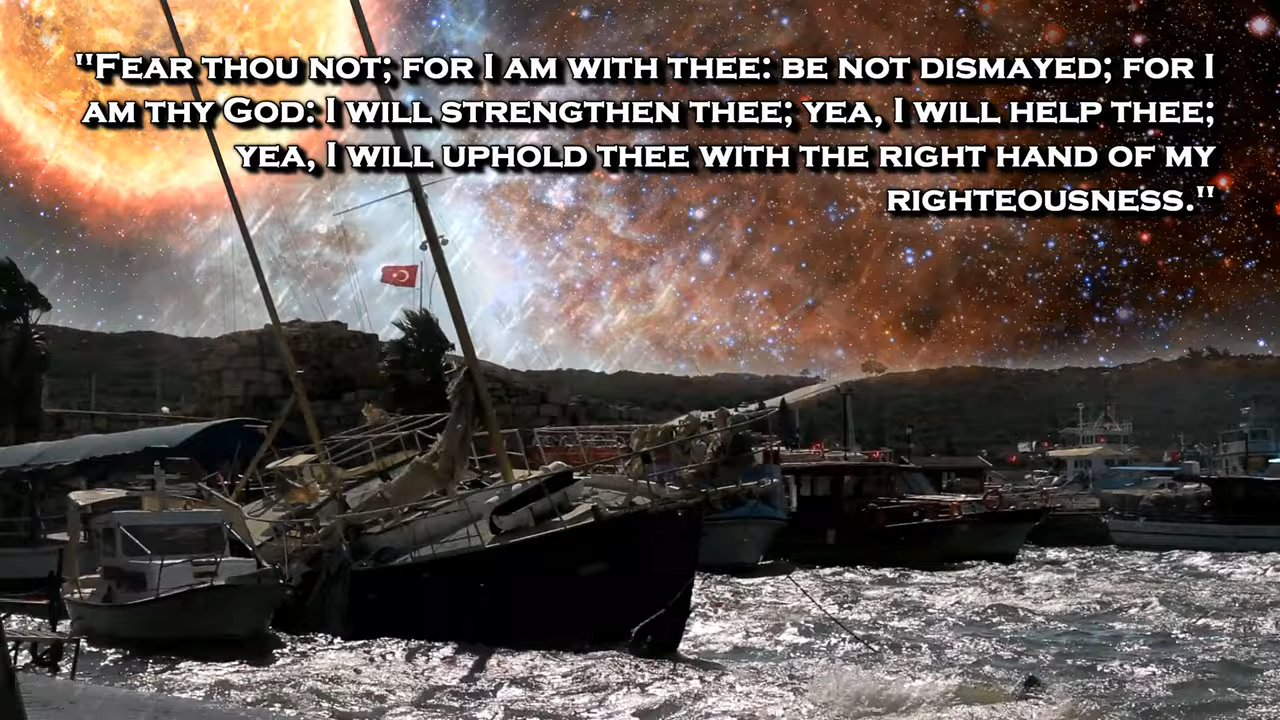 "Fear thou not; for I am with thee: be not dismayed; for I
am thy God: I will strengthen thee; yea, I will help thee;
yea, I will uphold thee with the right hand of my
righteousness."